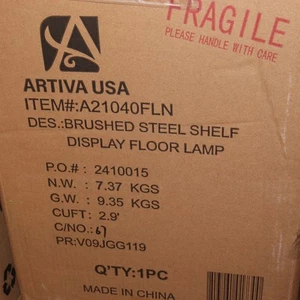 FRAGILE
PLEASE HANDLE WITH CARE
ARTIVA USA
ITEM#:A21040FLN
DES.:BRUSHED STEEL SHELF
DISPLAY FLOOR LAMP
P.O.# : 2410015
N.W. : 7.37 KGS
G.W. : 9.35 KGS
CUFT: 2.9'
C/NO.: 67
PR:V09JGG119
Q'TY:1PC
MADE IN CHINA